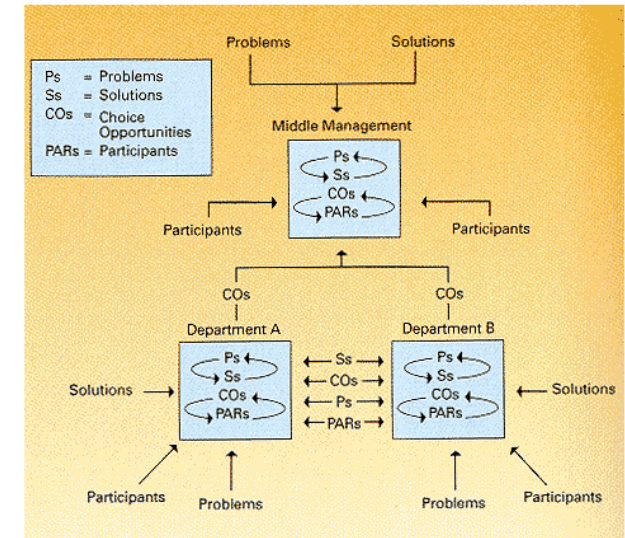 Problems Solutions
Ps = Problems
Ss = Solutions
COs = Choice
Opportunities
PARs = Participants
Middle Management
Ps
Ss
COs
PARs
Participants Participants
COs COs
Department A Department B
Ps Ss Ps
Ss COs Ss
COs Ps COs
PARs PARs PARs
Solutions Solutions
Participants Problems Problems Participants